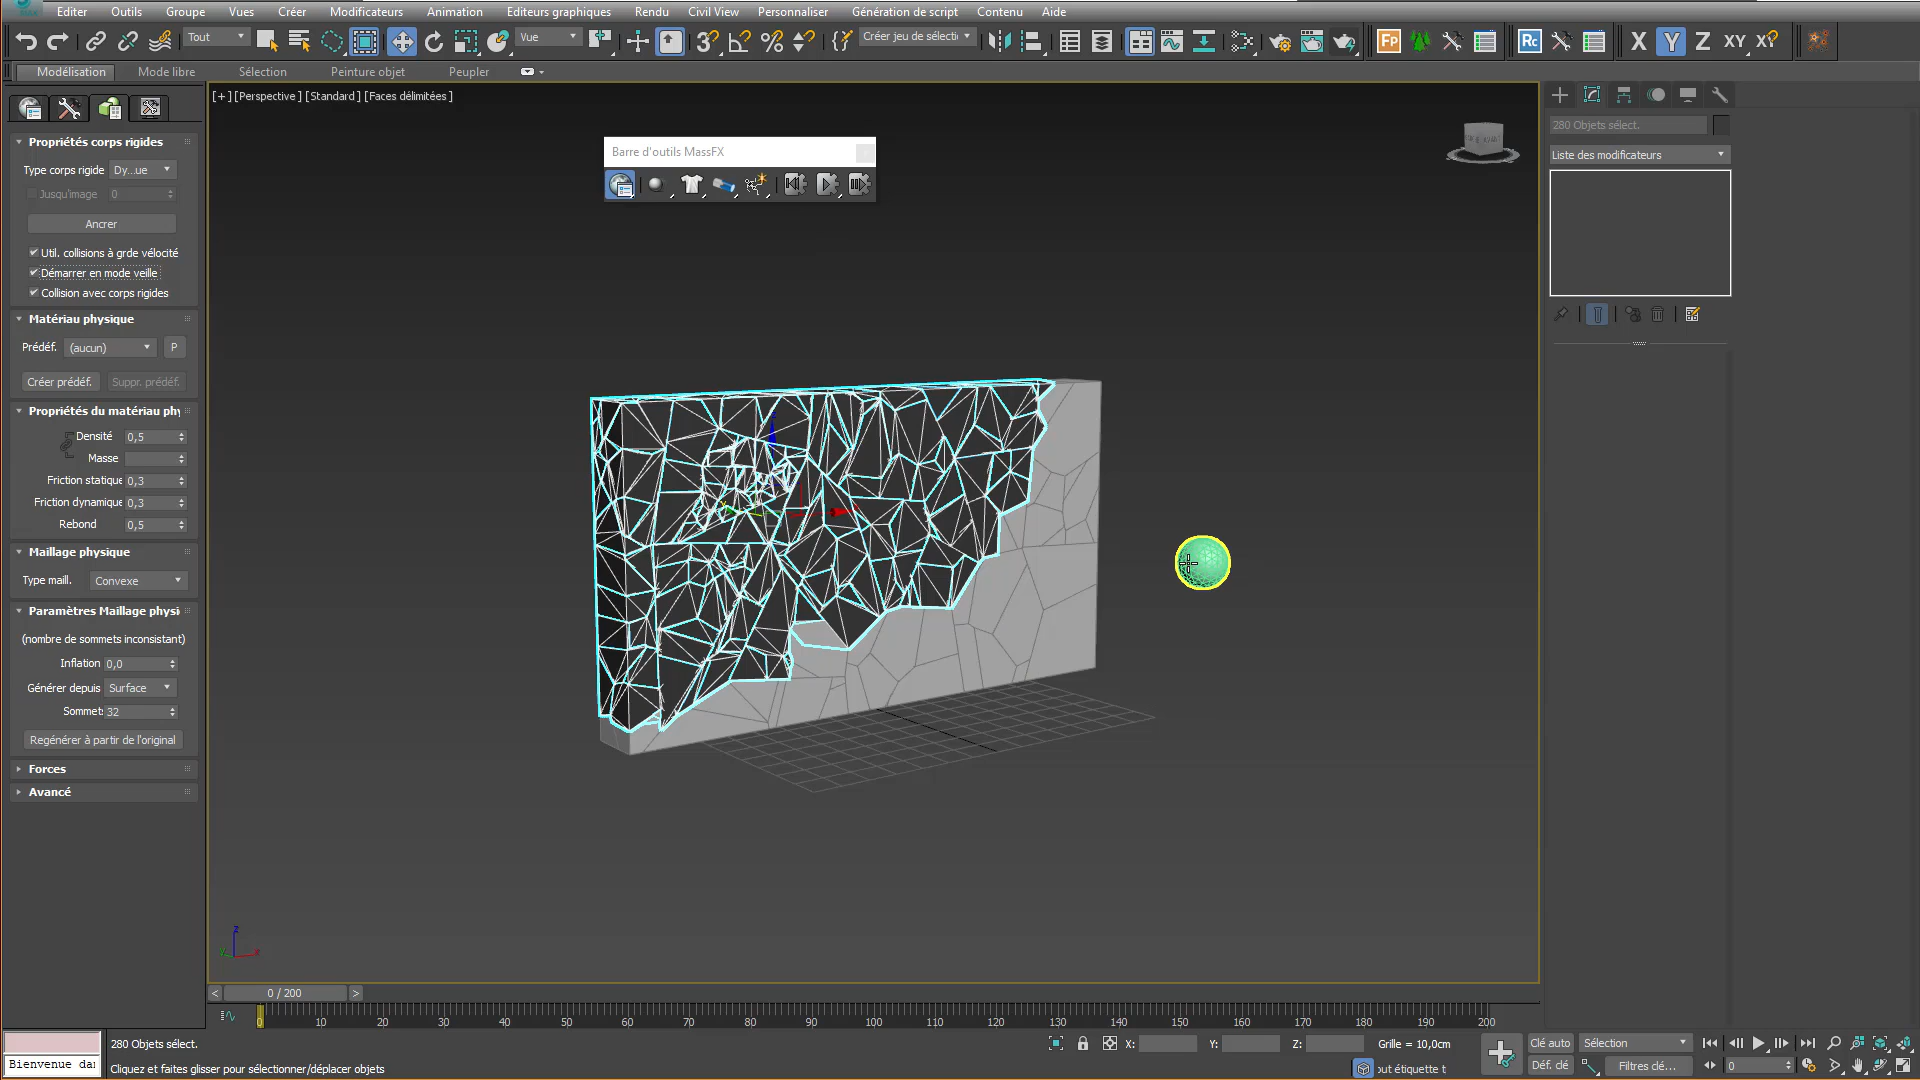 Editer Outils Groupe Vues Créer Modificateurs Animation Editeurs graphiques Rendu Civil View Personnaliser Génération de script Contenu Aide
Tout Vue Créer jeu de sélecti Fp Rc X Y Z XY XY
Modélisation Mode libre Sélection Peinture objet Peupler
[+][Perspective][Standard][Faces délimitées]
Propriétés corps rigides
Type corps rigide Dy...ue
Jusqu'image 0
Ancrer
Util. collisions à grde vélocité
Démarrer en mode veille
Collision avec corps rigides
Matériau physique
Prédéf. (aucun) P
Créer prédéf. Suppr. prédéf.
Propriétés du matériau phy
Densité 0,5
Masse
Friction statique 0,3
Friction dynamique 0,3
Rebond 0,5
Maillage physique
Type maill. Convexe
Paramètres Maillage physi
(nombre de sommets inconsistant)
Inflation 0,0
Générer depuis Surface
Sommets 32
Regénérer à partir de l'original
Forces
Avancé
Barre d'outils MassFX
280 Objets sélect.
Liste des modificateurs
z
x
y
< 0 / 200 >
0 10 20 30 40 50 60 70 80 90 100 110 120 130 140 150 160 170 180 190 200
280 Objets sélect. X: Y: Z: Grille = 10,0cm Clé auto Sélection
Bienvenue da Cliquez et faites glisser pour sélectionner/déplacer objets out étiquette t Déf. clé Filtres clé... 0